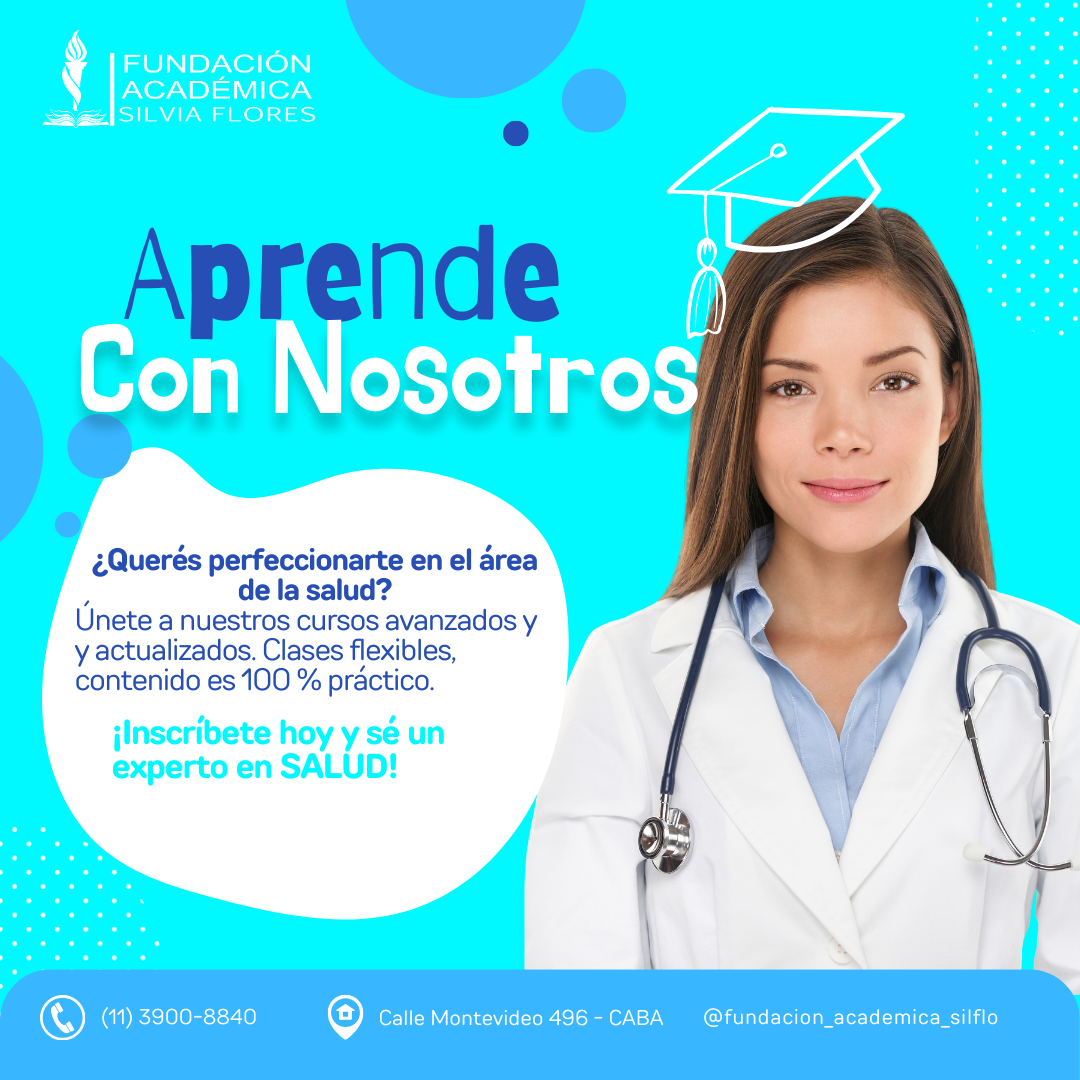 FUNDACIÓN
ACADÉMICA
SILVIA FLORES
Aprende
Con Nosotros
¿Querés perfeccionarte en el área
de la salud?
Únete a nuestros cursos avanzados y
y actualizados. Clases flexibles,
contenido es 100 % práctico.
¡Inscríbete hoy y sé un
experto en SALUD!
(11) 3900-8840
Calle Montevideo 496 - CABA
@fundacion_academica_silflo